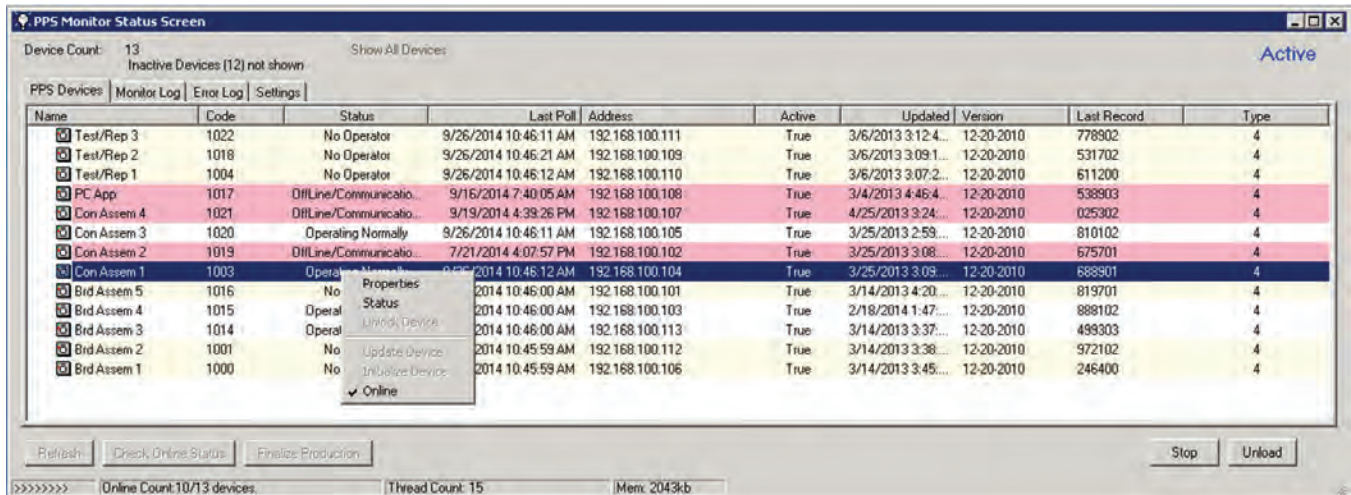 PPS Monitor Status Screen
Device Count: 13 Show All Devices
Inactive Devices (12) not shown
Active
PPS Devices Monitor Log Error Log Settings
Name Code Status Last Poll Address Active Updated Version Last Record Type
Test/Rep 3 1022 No Operator 9/26/2014 10:46:11 AM 192.168.100.111 True 3/6/2013 3:12:4... 12-20-2010 778902 4
Test/Rep 2 1018 No Operator 9/26/2014 10:46:21 AM 192.168.100.109 True 3/6/2013 3:09:1... 12-20-2010 531702 4
Test/Rep 1 1004 No Operator 9/26/2014 10:46:12 AM 192.168.100.110 True 3/6/2013 3:07:2... 12-20-2010 611200 4
PC App 1017 OffLine/Communicatio... 9/16/2014 7:40:05 AM 192.168.100.108 True 3/4/2013 4:46:4... 12-20-2010 538903 4
Con Assem 4 1021 OffLine/Communicatio... 9/19/2014 4:39:26 PM 192.168.100.107 True 4/25/2013 3:24:... 12-20-2010 025302 4
Con Assem 3 1020 Operating Normally 9/26/2014 10:46:11 AM 192.168.100.105 True 3/25/2013 2:59:... 12-20-2010 810102 4
Con Assem 2 1019 OffLine/Communicatio... 7/21/2014 4:07:57 PM 192.168.100.102 True 3/25/2013 3:08:... 12-20-2010 675701 4
Con Assem 1 1003 Operating Normally 9/26/2014 10:46:12 AM 192.168.100.104 True 3/25/2013 3:09:... 12-20-2010 688901 4
Brd Assem 5 1016 No 2014 10:46:00 AM 192.168.100.101 True 3/14/2013 4:20:... 12-20-2010 819701 4
Brd Assem 4 1015 Operat 2014 10:46:00 AM 192.168.100.103 True 2/18/2014 1:47:... 12-20-2010 888102 4
Brd Assem 3 1014 Operat 2014 10:46:00 AM 192.168.100.113 True 3/14/2013 3:37:... 12-20-2010 499303 4
Brd Assem 2 1001 No 2014 10:45:59 AM 192.168.100.112 True 3/14/2013 3:38:... 12-20-2010 972102 4
Brd Assem 1 1000 No 2014 10:45:59 AM 192.168.100.106 True 3/14/2013 3:45:... 12-20-2010 246400 4
Properties
Status
Unlock Device
Update Device
Initialize Device
Online
Refresh Check Online Status Finalize Production Stop Unload
>>>>>>>> Online Count:10/13 devices. Thread Count: 15 Mem: 2043kb